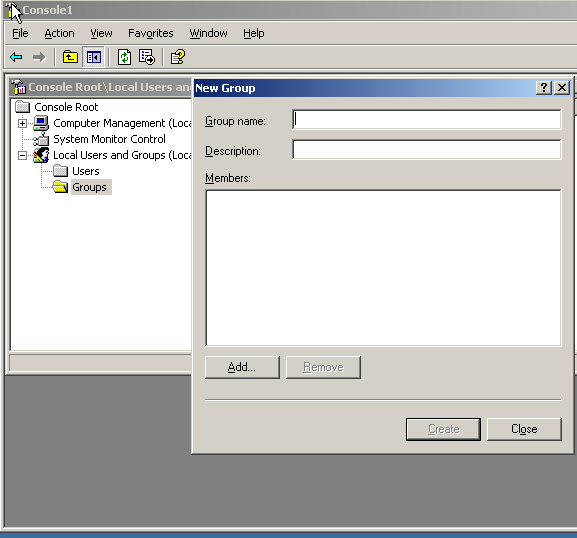 Console1
File Action View Favorites Window Help
Console Root\Local Users an
New Group
Console Root
Computer Management (Loca
System Monitor Control
Local Users and Groups (Loca
Users
Groups
Group name:
Description:
Members:
Add... Remove
Create Close